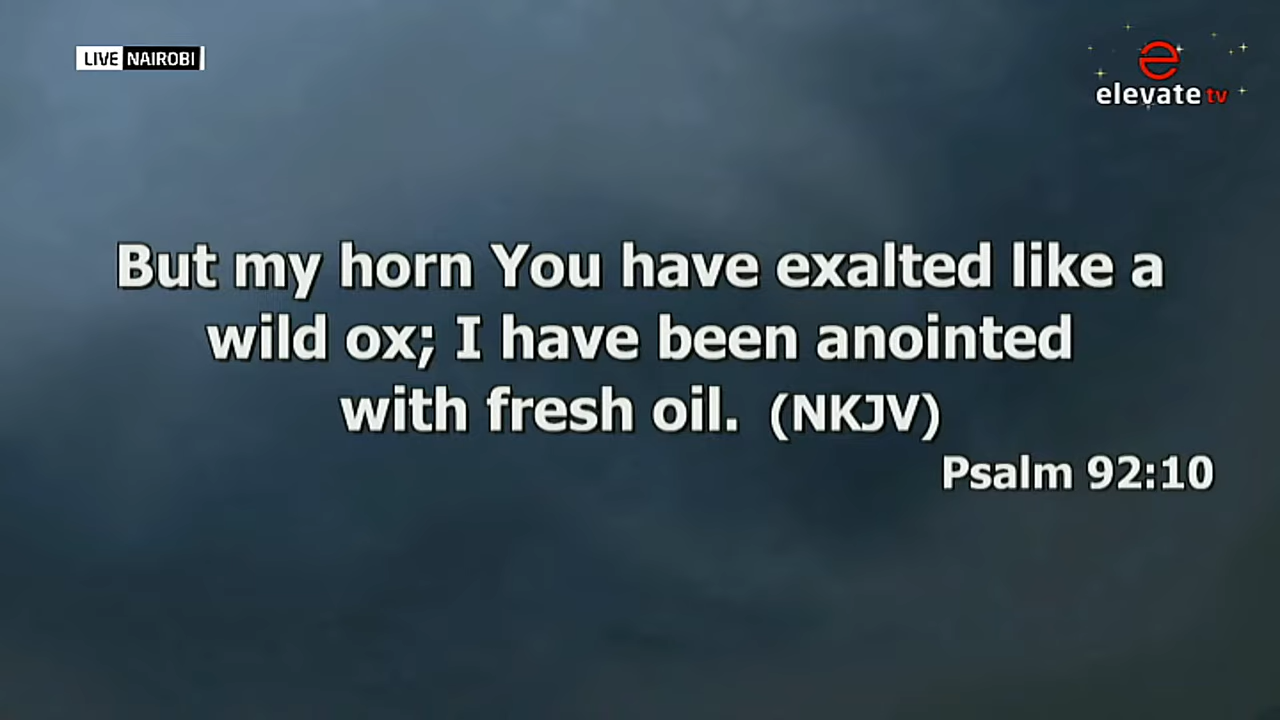 LIVE NAIROBI
e
elevate tv
But my horn You have exalted like a
wild ox; I have been anointed
with fresh oil. (NKJV)
Psalm 92:10